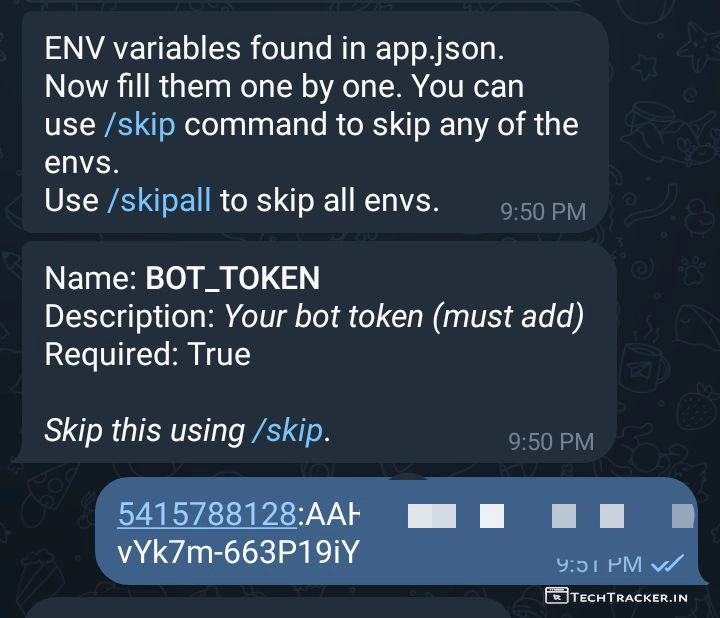 ENV variables found in app.json.
Now fill them one by one. You can
use /skip command to skip any of the
envs.
Use /skipall to skip all envs.
9:50 PM
Name: BOT_TOKEN
Description: Your bot token (must add)
Required: True
Skip this using /skip.
9:50 PM
5415788128:AAH
vYk7m-663P19iY
9:51 PM
TECHTRACKER.IN